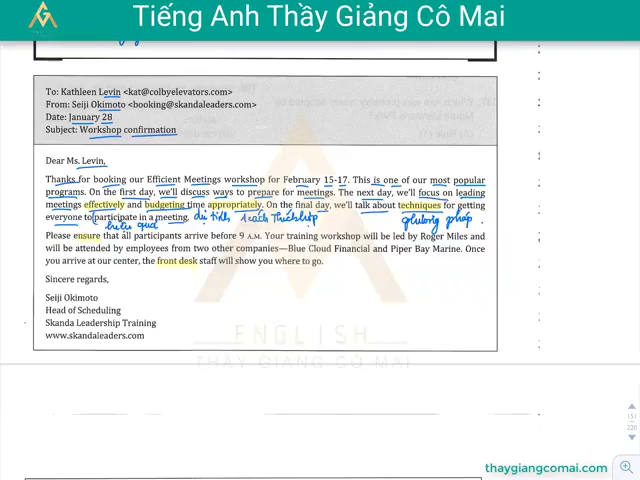 Tiếng Anh Thầy Giảng Cô Mai
ENGLISH
To: Kathleen Levin <kat@colbyelevators.com>
From: Seiji Okimoto <booking@skandaleaders.com>
Date: January 28
Subject: Workshop confirmation
Dear Ms. Levin,
Thanks for booking our Efficient Meetings workshop for February 15-17. This is one of our most popular
programs. On the first day, we'll discuss ways to prepare for meetings. The next day, we'll focus on leading
meetings effectively and budgeting time appropriately. On the final day, we'll talk about techniques for getting
everyone to participate in a meeting. dự tính thích hợp phương pháp
hiệu quả
Please ensure that all participants arrive before 9 A.M. Your training workshop will be led by Roger Miles and
will be attended by employees from two other companies—Blue Cloud Financial and Piper Bay Marine. Once
you arrive at our center, the front desk staff will show you where to go.
Sincere regards,
Seiji Okimoto
Head of Scheduling
Skanda Leadership Training
www.skandaleaders.com
ENGLISH
THẦY GIẢNG CÔ MAI
151
220
thaygiangcomai.com